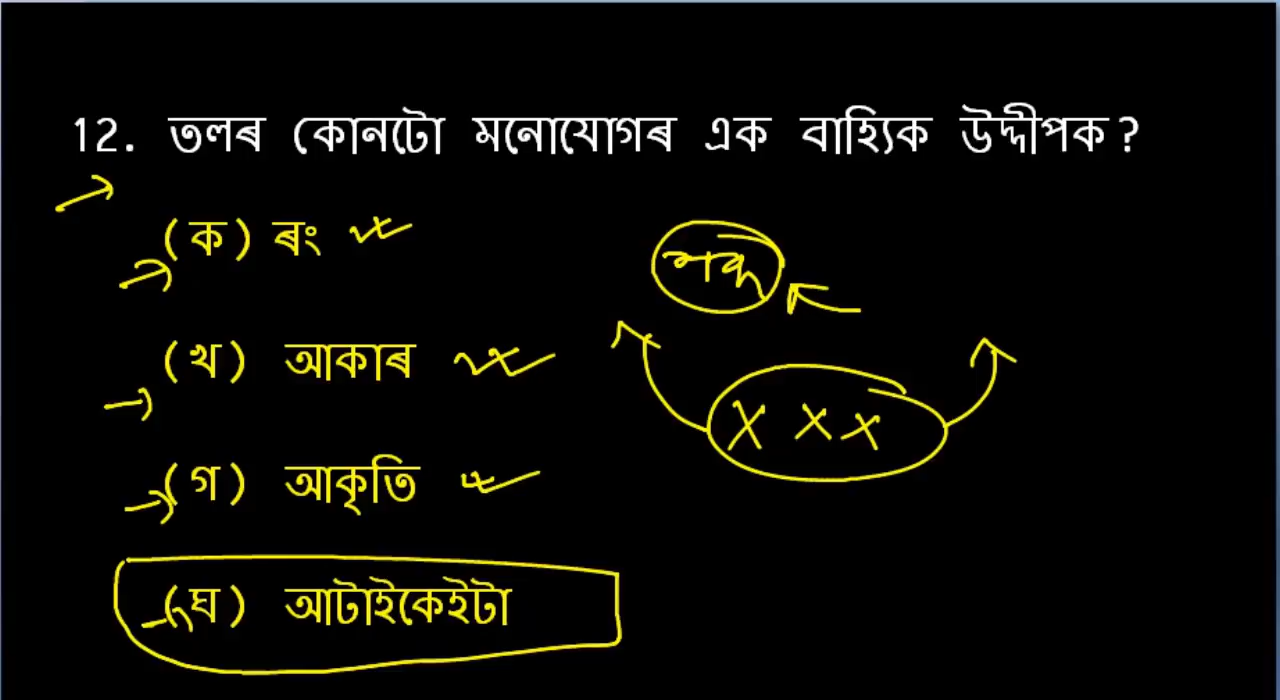 12. তলৰ কোনটো মনোযোগৰ এক বাহ্যিক উদ্দীপক?
(ক) ৰং
(খ) আকাৰ
(গ) আকৃতি
(ঘ) আটাইকেইটা
x x x